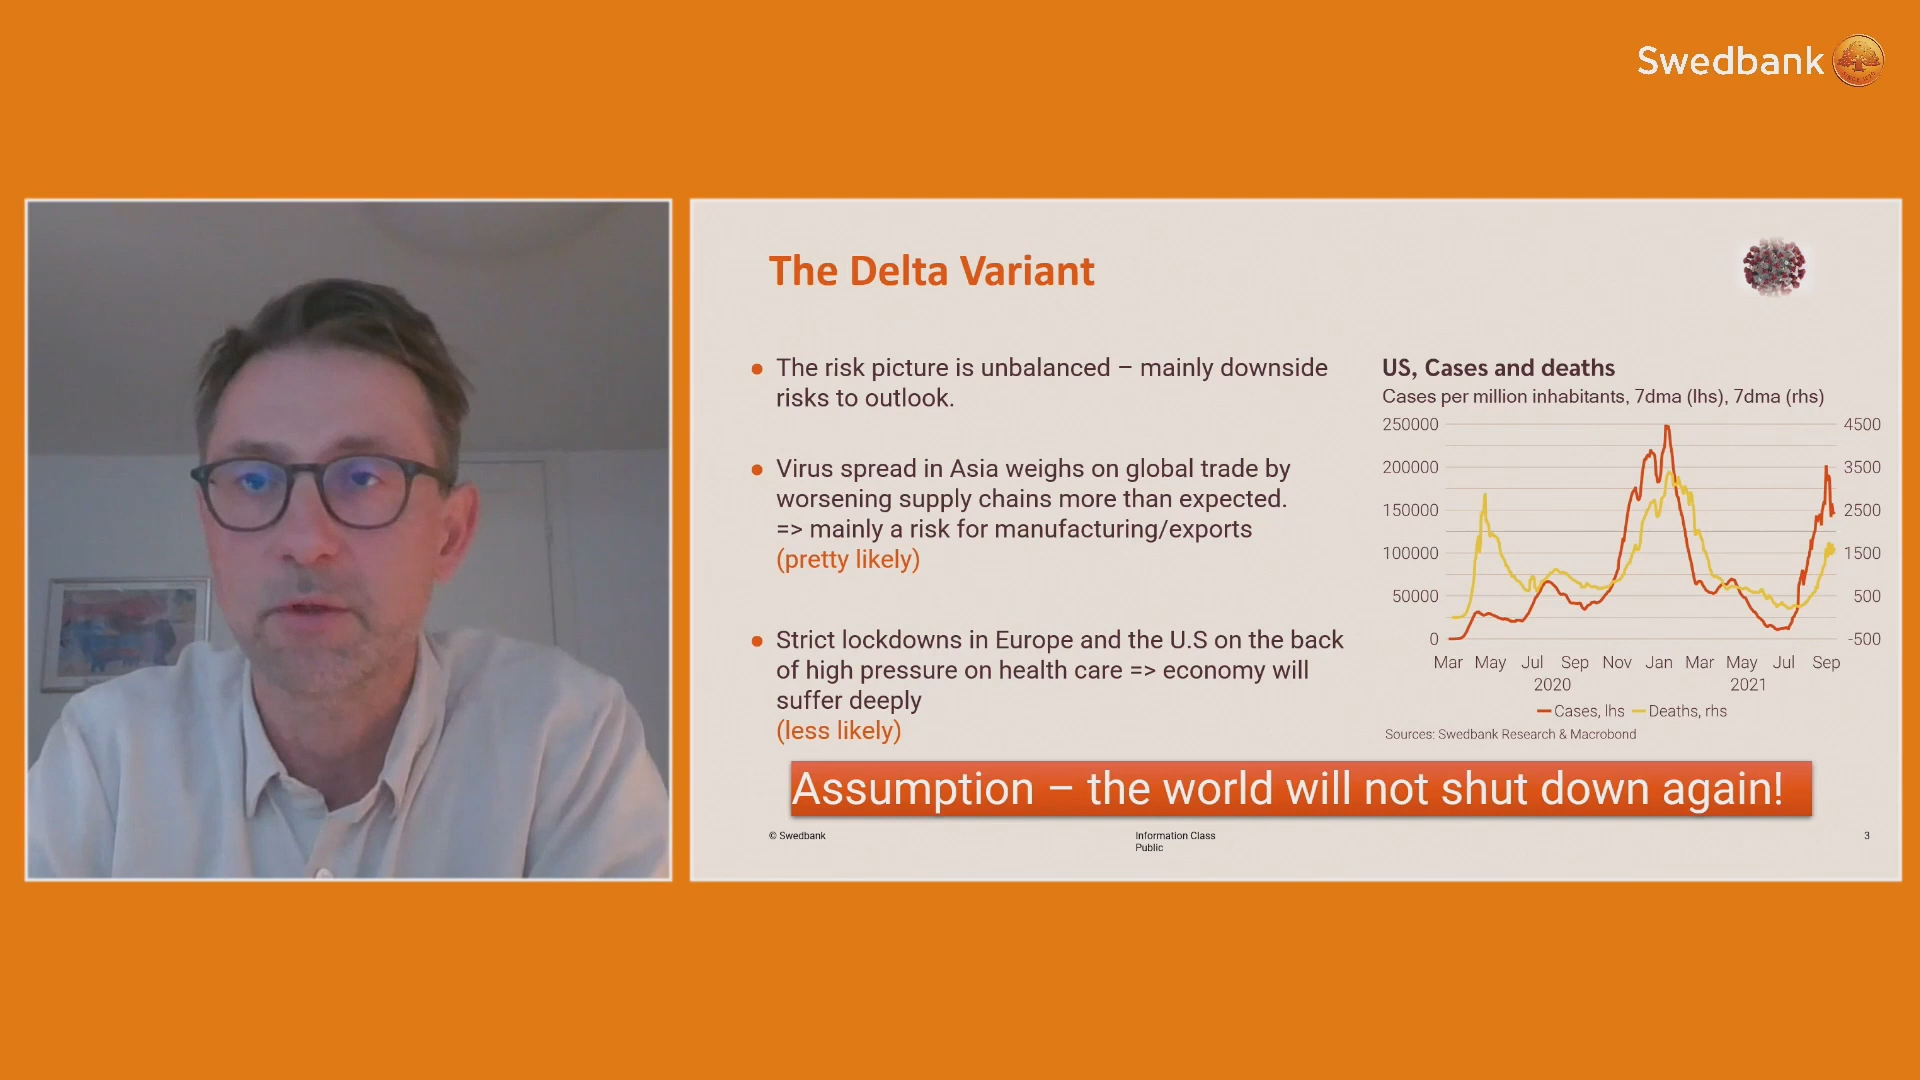 Swedbank
The Delta Variant
The risk picture is unbalanced – mainly downside
risks to outlook.
Virus spread in Asia weighs on global trade by
worsening supply chains more than expected.
=> mainly a risk for manufacturing/exports
(pretty likely)
Strict lockdowns in Europe and the U.S on the back
of high pressure on health care => economy will
suffer deeply
(less likely)
US, Cases and deaths
Cases per million inhabitants, 7dma (lhs), 7dma (rhs)
250000 4500
200000 3500
150000 2500
100000 1500
50000 500
0 -500
Mar May Jul Sep Nov Jan Mar May Jul Sep
2020 2021
Cases, lhs Deaths, rhs
Sources: Swedbank Research & Macrobond
Assumption – the world will not shut down again!
© Swedbank
Information Class
Public
3